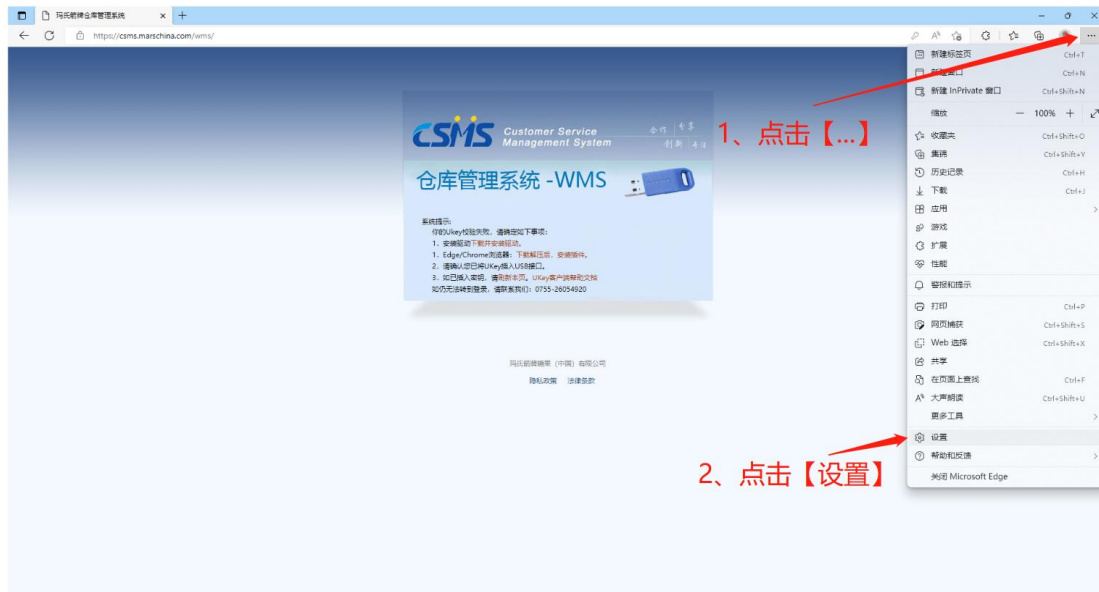 玛氏箭牌仓库管理系统
https://csms.marschina.com/wms/
新建标签页 Ctrl+T
新建窗口 Ctrl+N
新建 InPrivate 窗口 Ctrl+Shift+N
缩放 — 100% +
收藏夹 Ctrl+Shift+O
集锦 Ctrl+Shift+Y
历史记录 Ctrl+H
下载 Ctrl+J
应用
游戏
扩展
性能
警报和提示
打印 Ctrl+P
网页捕获 Ctrl+Shift+S
Web 选择 Ctrl+Shift+X
共享
在页面上查找 Ctrl+F
大声朗读 Ctrl+Shift+U
更多工具
设置
帮助和反馈
关闭 Microsoft Edge
1、点击【...】
2、点击【设置】
CSMS Customer Service
Management System
合作 分享
创新 专注
仓库管理系统 -WMS
系统提示:
你的Ukey校验失败，请确定如下事项:
1. 安装驱动下载并安装驱动。
1. Edge/Chrome浏览器: 下载解压后，安装插件。
2. 请确认您已将UKey插入USB接口。
3. 如已插入密钥，请刷新本页。UKey客户端帮助文档
如仍无法转到登录，请联系我们: 0755-26054920
玛氏箭牌糖果（中国）有限公司
隐私政策 法律条款